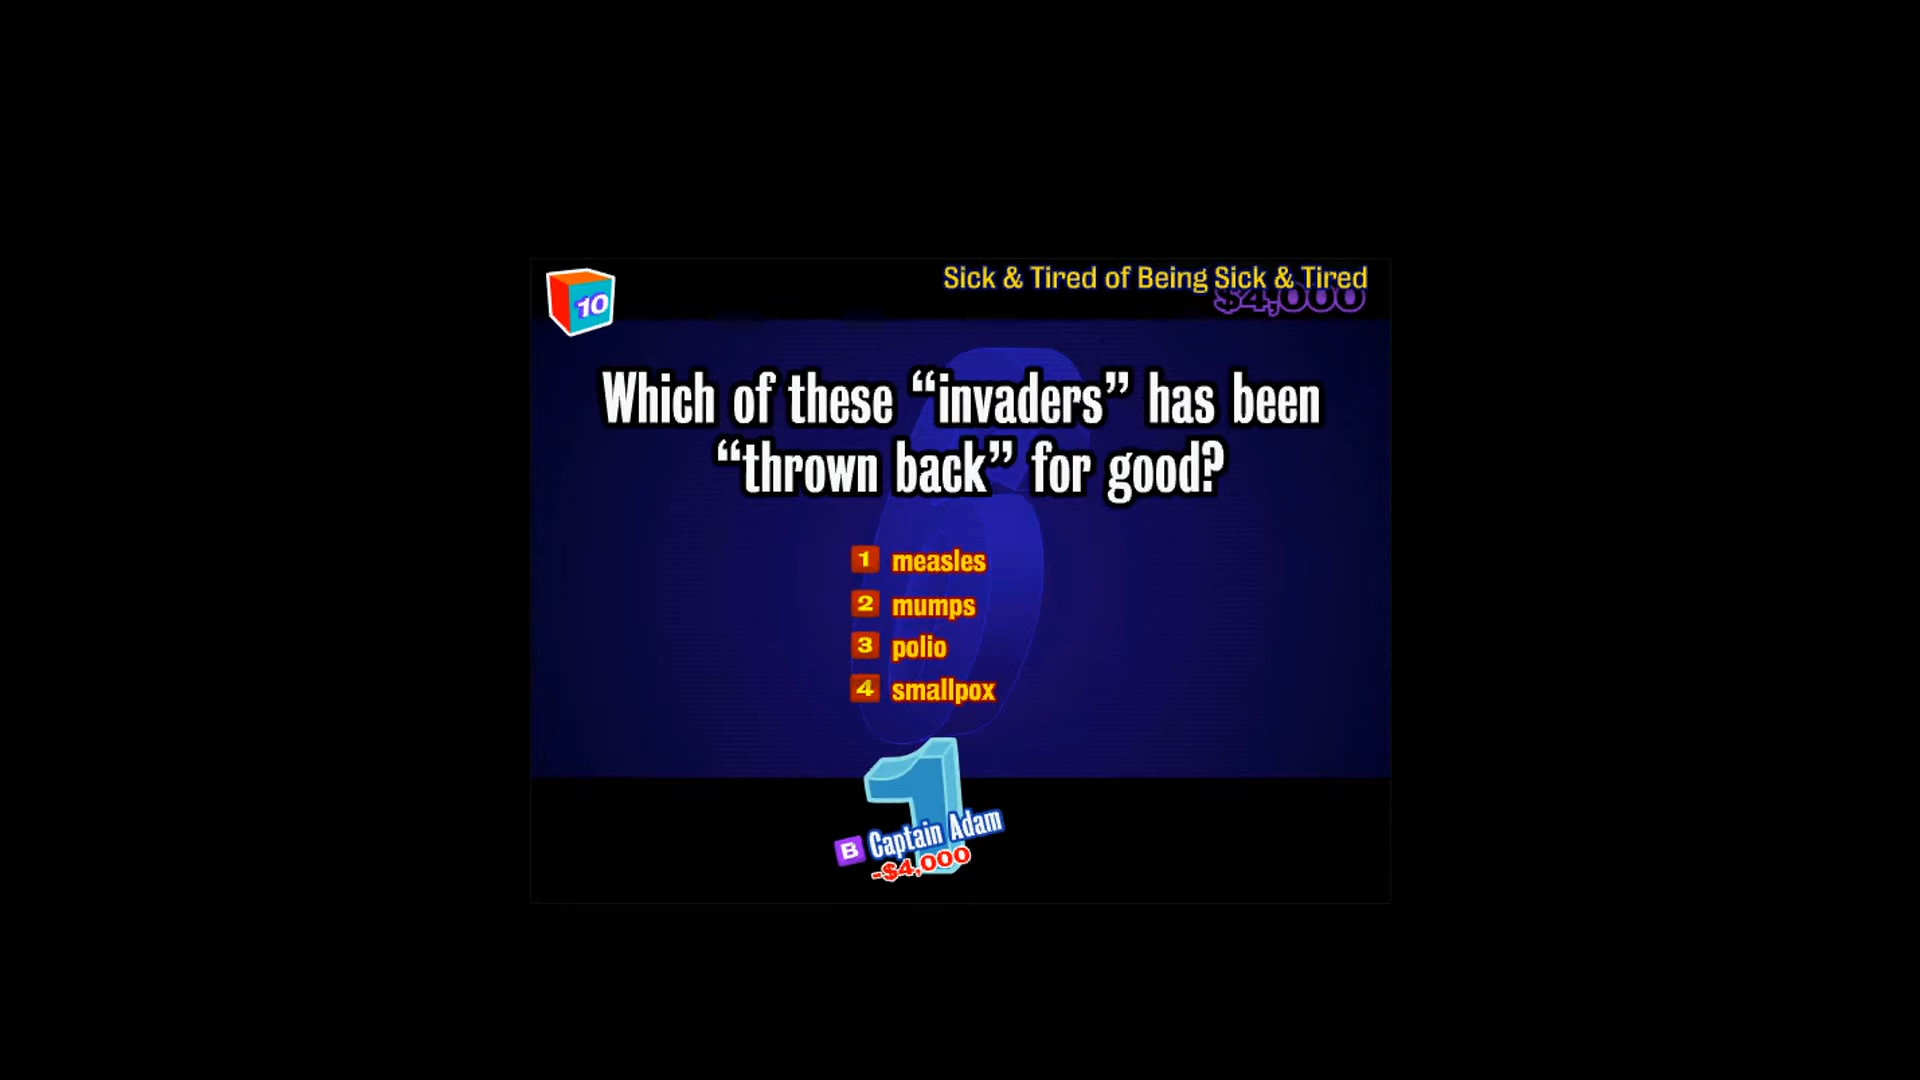 10
Sick & Tired of Being Sick & Tired
$4,000
Which of these “invaders” has been
“thrown back” for good?
1 measles
2 mumps
3 polio
4 smallpox
1
B Captain Adam
-$4,000